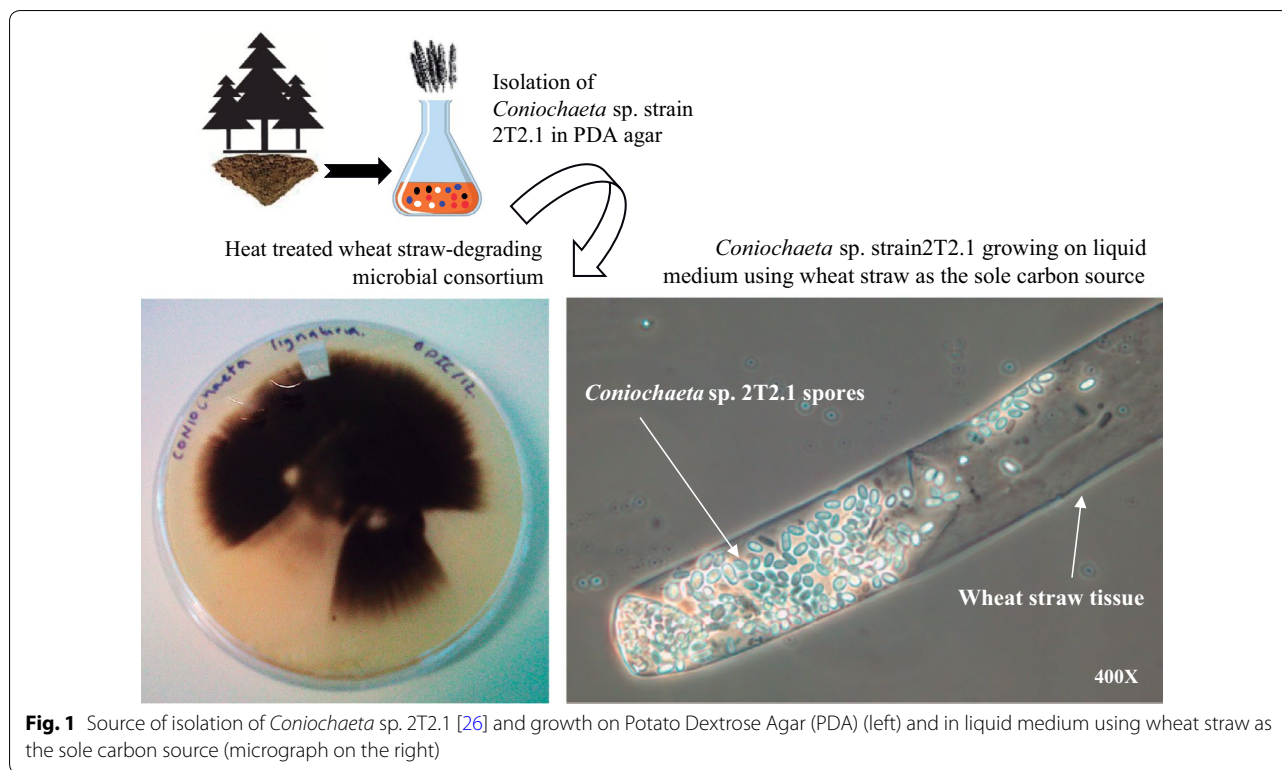 Isolation of
Coniochaeta sp. strain
2T2.1 in PDA agar
Heat treated wheat straw-degrading
microbial consortium
Coniochaeta sp. strain2T2.1 growing on liquid
medium using wheat straw as the sole carbon source
CONIOCHAETA lignaria.
Coniochaeta sp. 2T2.1 spores
Wheat straw tissue
400X
Fig. 1 Source of isolation of Coniochaeta sp. 2T2.1 [26] and growth on Potato Dextrose Agar (PDA) (left) and in liquid medium using wheat straw as
the sole carbon source (micrograph on the right)